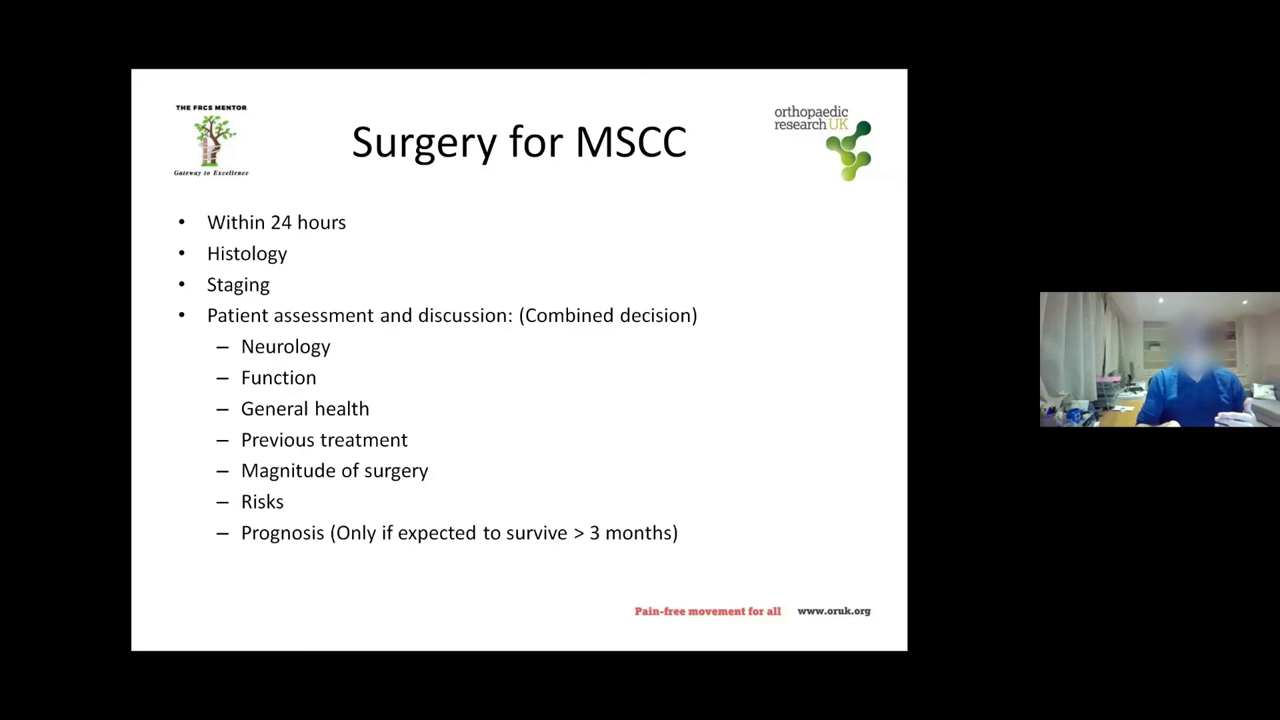 THE FRCS MENTOR
Gateway to Excellence
Surgery for MSCC
orthopaedic
research UK
• Within 24 hours
• Histology
• Staging
• Patient assessment and discussion: (Combined decision)
– Neurology
– Function
– General health
– Previous treatment
– Magnitude of surgery
– Risks
– Prognosis (Only if expected to survive > 3 months)
Pain-free movement for all www.oruk.org